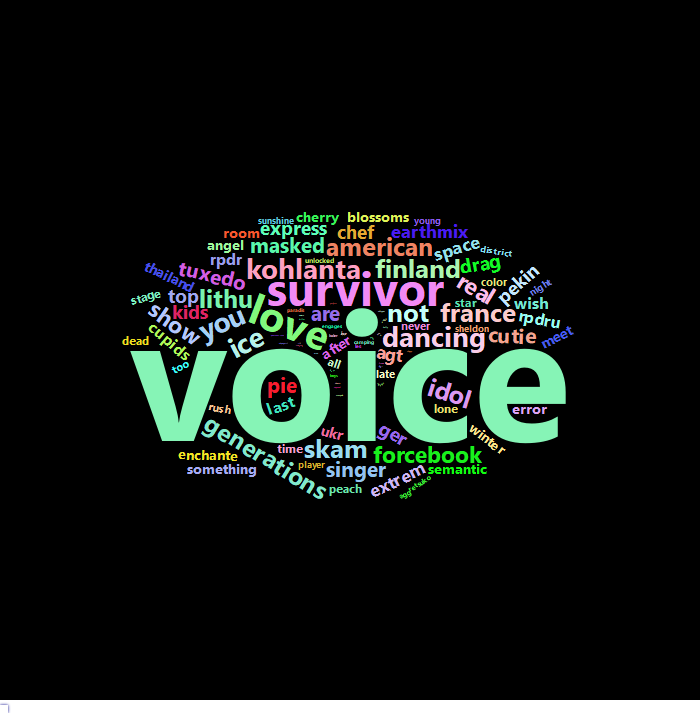 sunshine cherry blossoms young
room express chef earthmix
angel masked american space district
rpdr unlocked
thailand tuxedo kohlanta finland drag
color pekin night
stage top lithu survivor real star wish
kids show you love are not france rpdru
never sheldon
dead cupids ice after dancing cutie meet
engaged
paradis
camping
too all agt
voice
pie late idol
rush last lone error
ukr ger winter
generations time skam forcebook
enchante singer semantic
something player extrem
peach aggretsuko